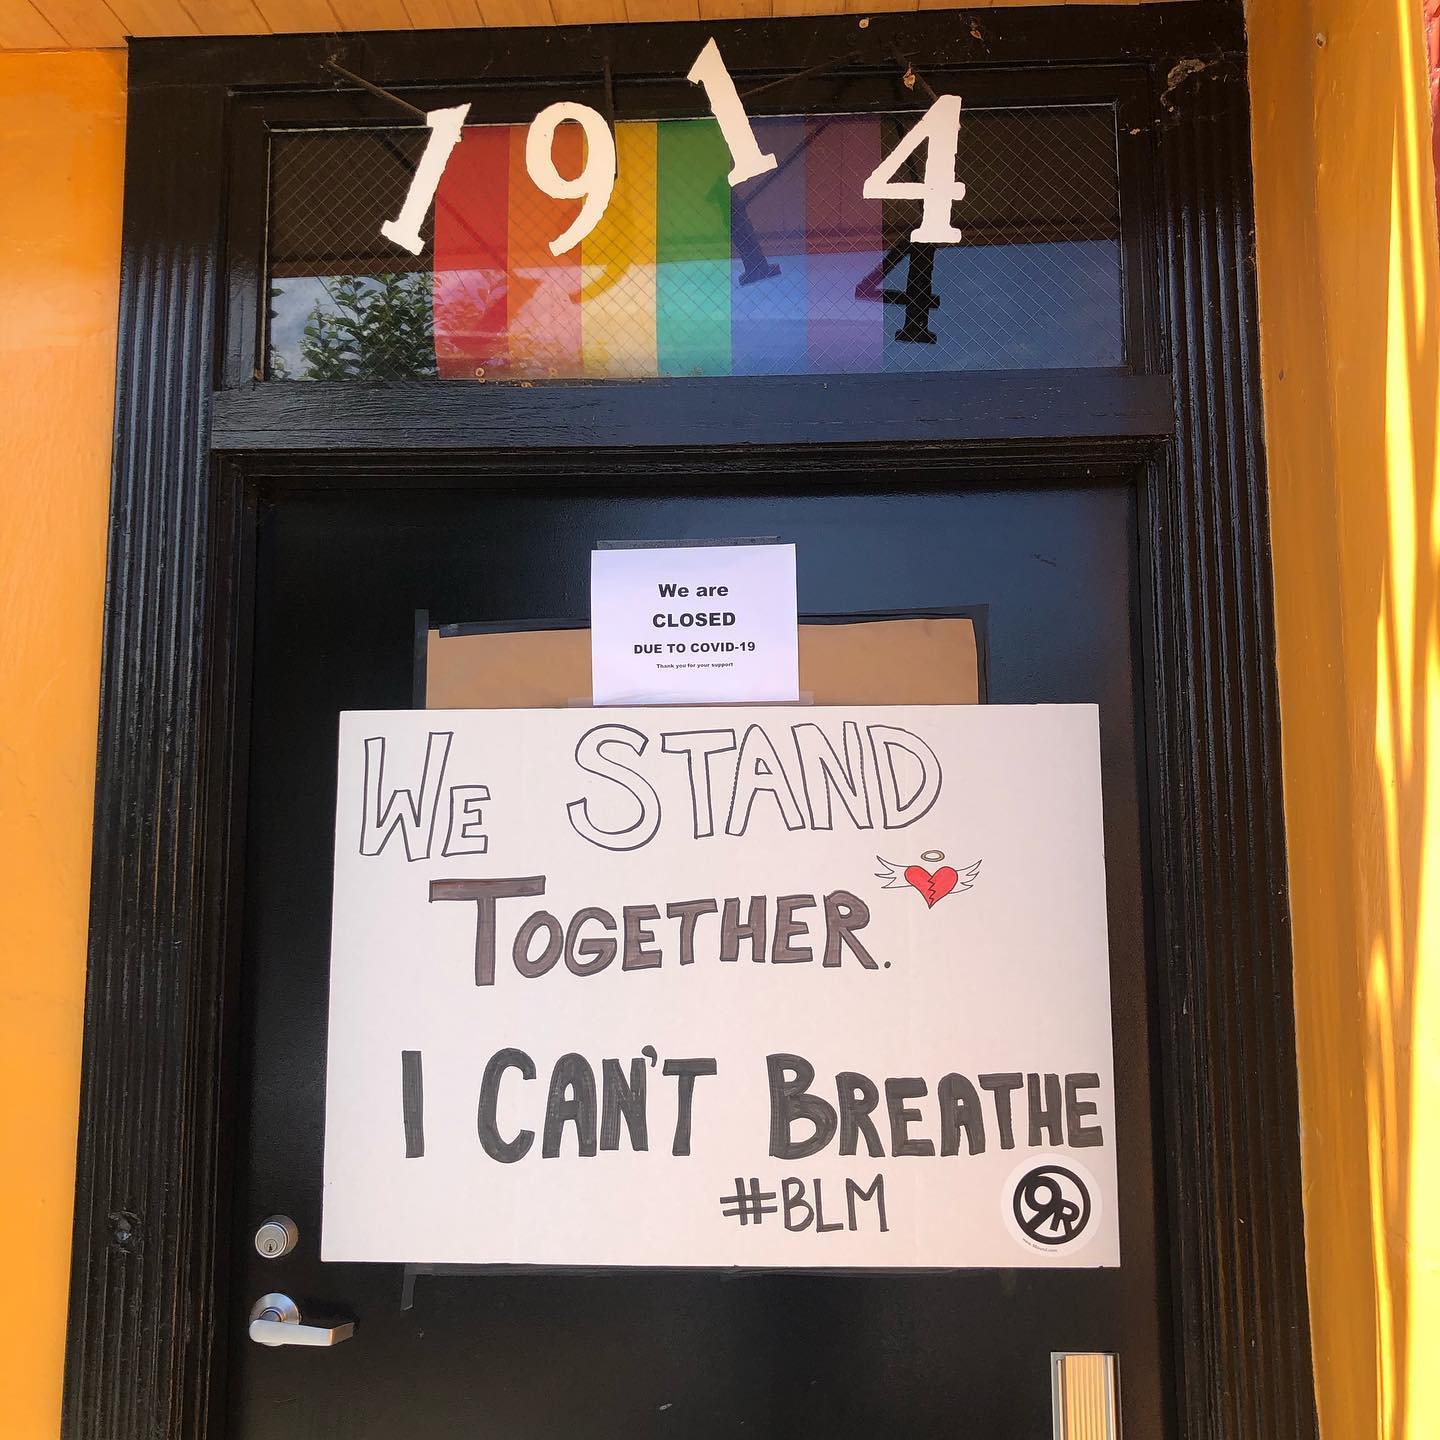 1914
We are
CLOSED
DUE TO COVID-19
Thank you for your support
WE STAND
TOGETHER.
I CAN'T BREATHE
#BLM
9R